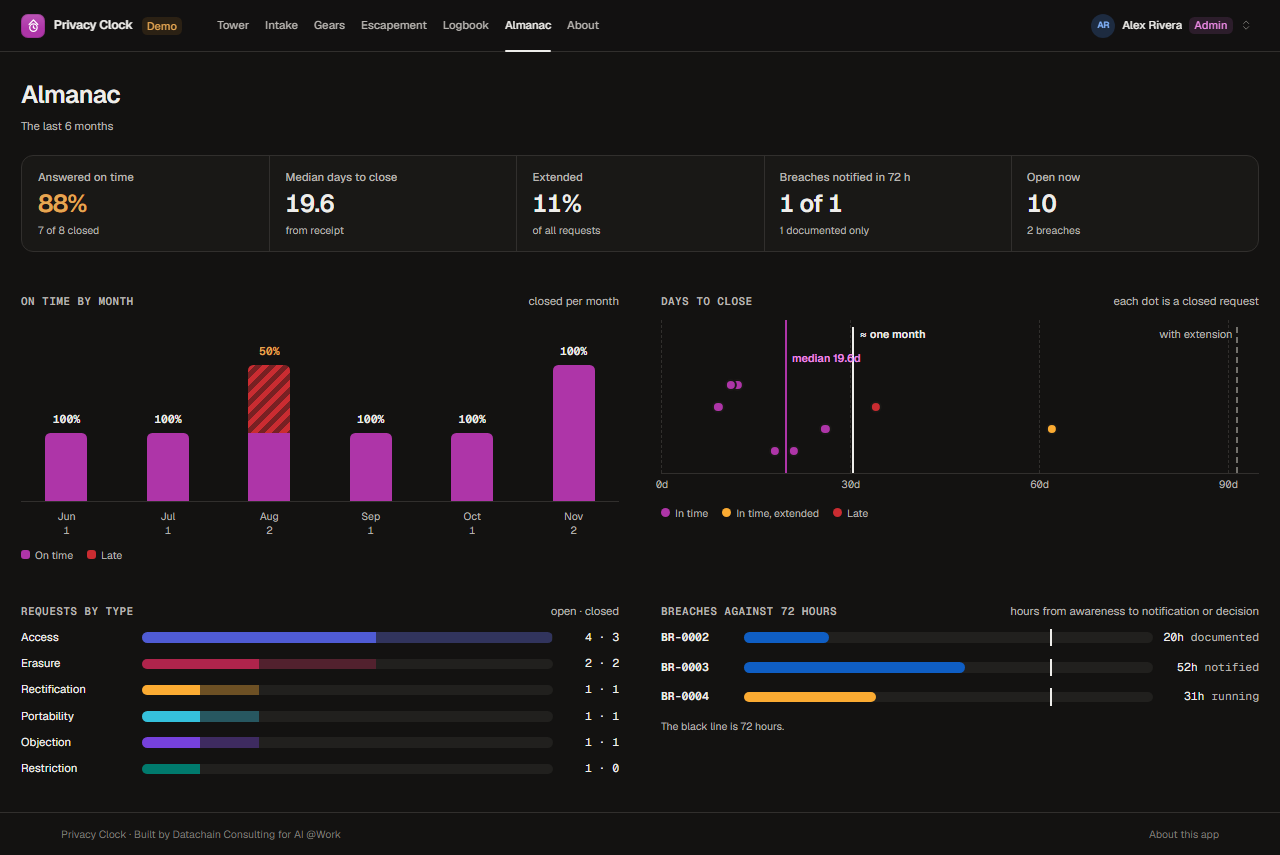 Privacy Clock Demo Tower Intake Gears Escapement Logbook Almanac About AR Alex Rivera Admin
Almanac
The last 6 months
Answered on time
88%
7 of 8 closed
Median days to close
19.6
from receipt
Extended
11%
of all requests
Breaches notified in 72 h
1 of 1
1 documented only
Open now
10
2 breaches
ON TIME BY MONTH closed per month
50% 100%
100% 100% 100% 100%
Jun Jul Aug Sep Oct Nov
1 1 2 1 1 2
On time Late
DAYS TO CLOSE each dot is a closed request
≈ one month with extension
median 19.6d
0d 30d 60d 90d
In time In time, extended Late
REQUESTS BY TYPE open · closed
Access 4 · 3
Erasure 2 · 2
Rectification 1 · 1
Portability 1 · 1
Objection 1 · 1
Restriction 1 · 0
BREACHES AGAINST 72 HOURS hours from awareness to notification or decision
BR-0002 20h documented
BR-0003 52h notified
BR-0004 31h running
The black line is 72 hours.
Privacy Clock · Built by Datachain Consulting for AI @Work About this app